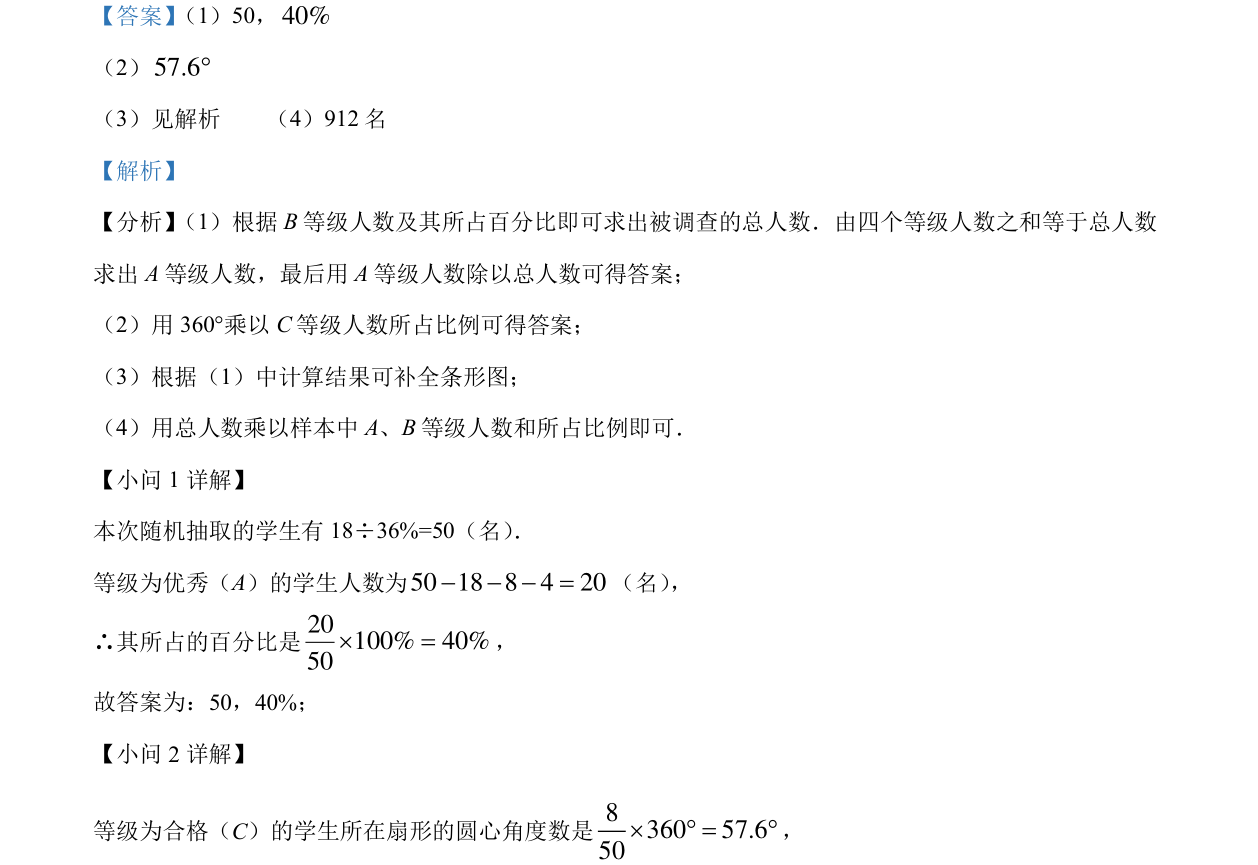 【答案】（1）50， 40%
（2） 57.6°
（3）见解析 （4）912 名
【解析】
【分析】（1）根据 B 等级人数及其所占百分比即可求出被调查的总人数．由四个等级人数之和等于总人数
求出 A 等级人数，最后用 A 等级人数除以总人数可得答案；
（2）用 360°乘以 C 等级人数所占比例可得答案；
（3）根据（1）中计算结果可补全条形图；
（4）用总人数乘以样本中 A、B 等级人数和所占比例即可．
【小问 1 详解】
本次随机抽取的学生有 18÷36%=50（名）．
等级为优秀（A）的学生人数为 50－18－8－4＝20 （名），
∴其所占的百分比是 20/50 ×100%＝40% ，
故答案为：50，40%；
【小问 2 详解】
等级为合格（C）的学生所在扇形的圆心角度数是 8/50 ×360°＝57.6° ，